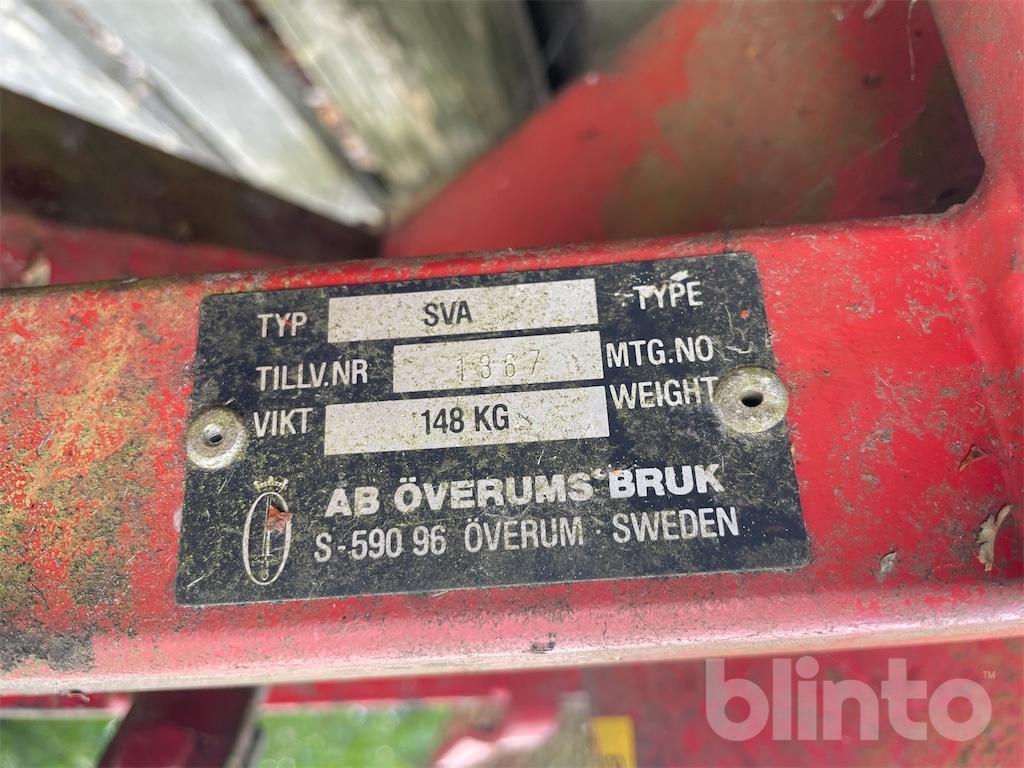 TYP SVA TYPE
TILLV.NR 1367 MTG.NO
VIKT 148 KG WEIGHT
AB ÖVERUMS BRUK
S-590 96 ÖVERUM · SWEDEN
blinto™